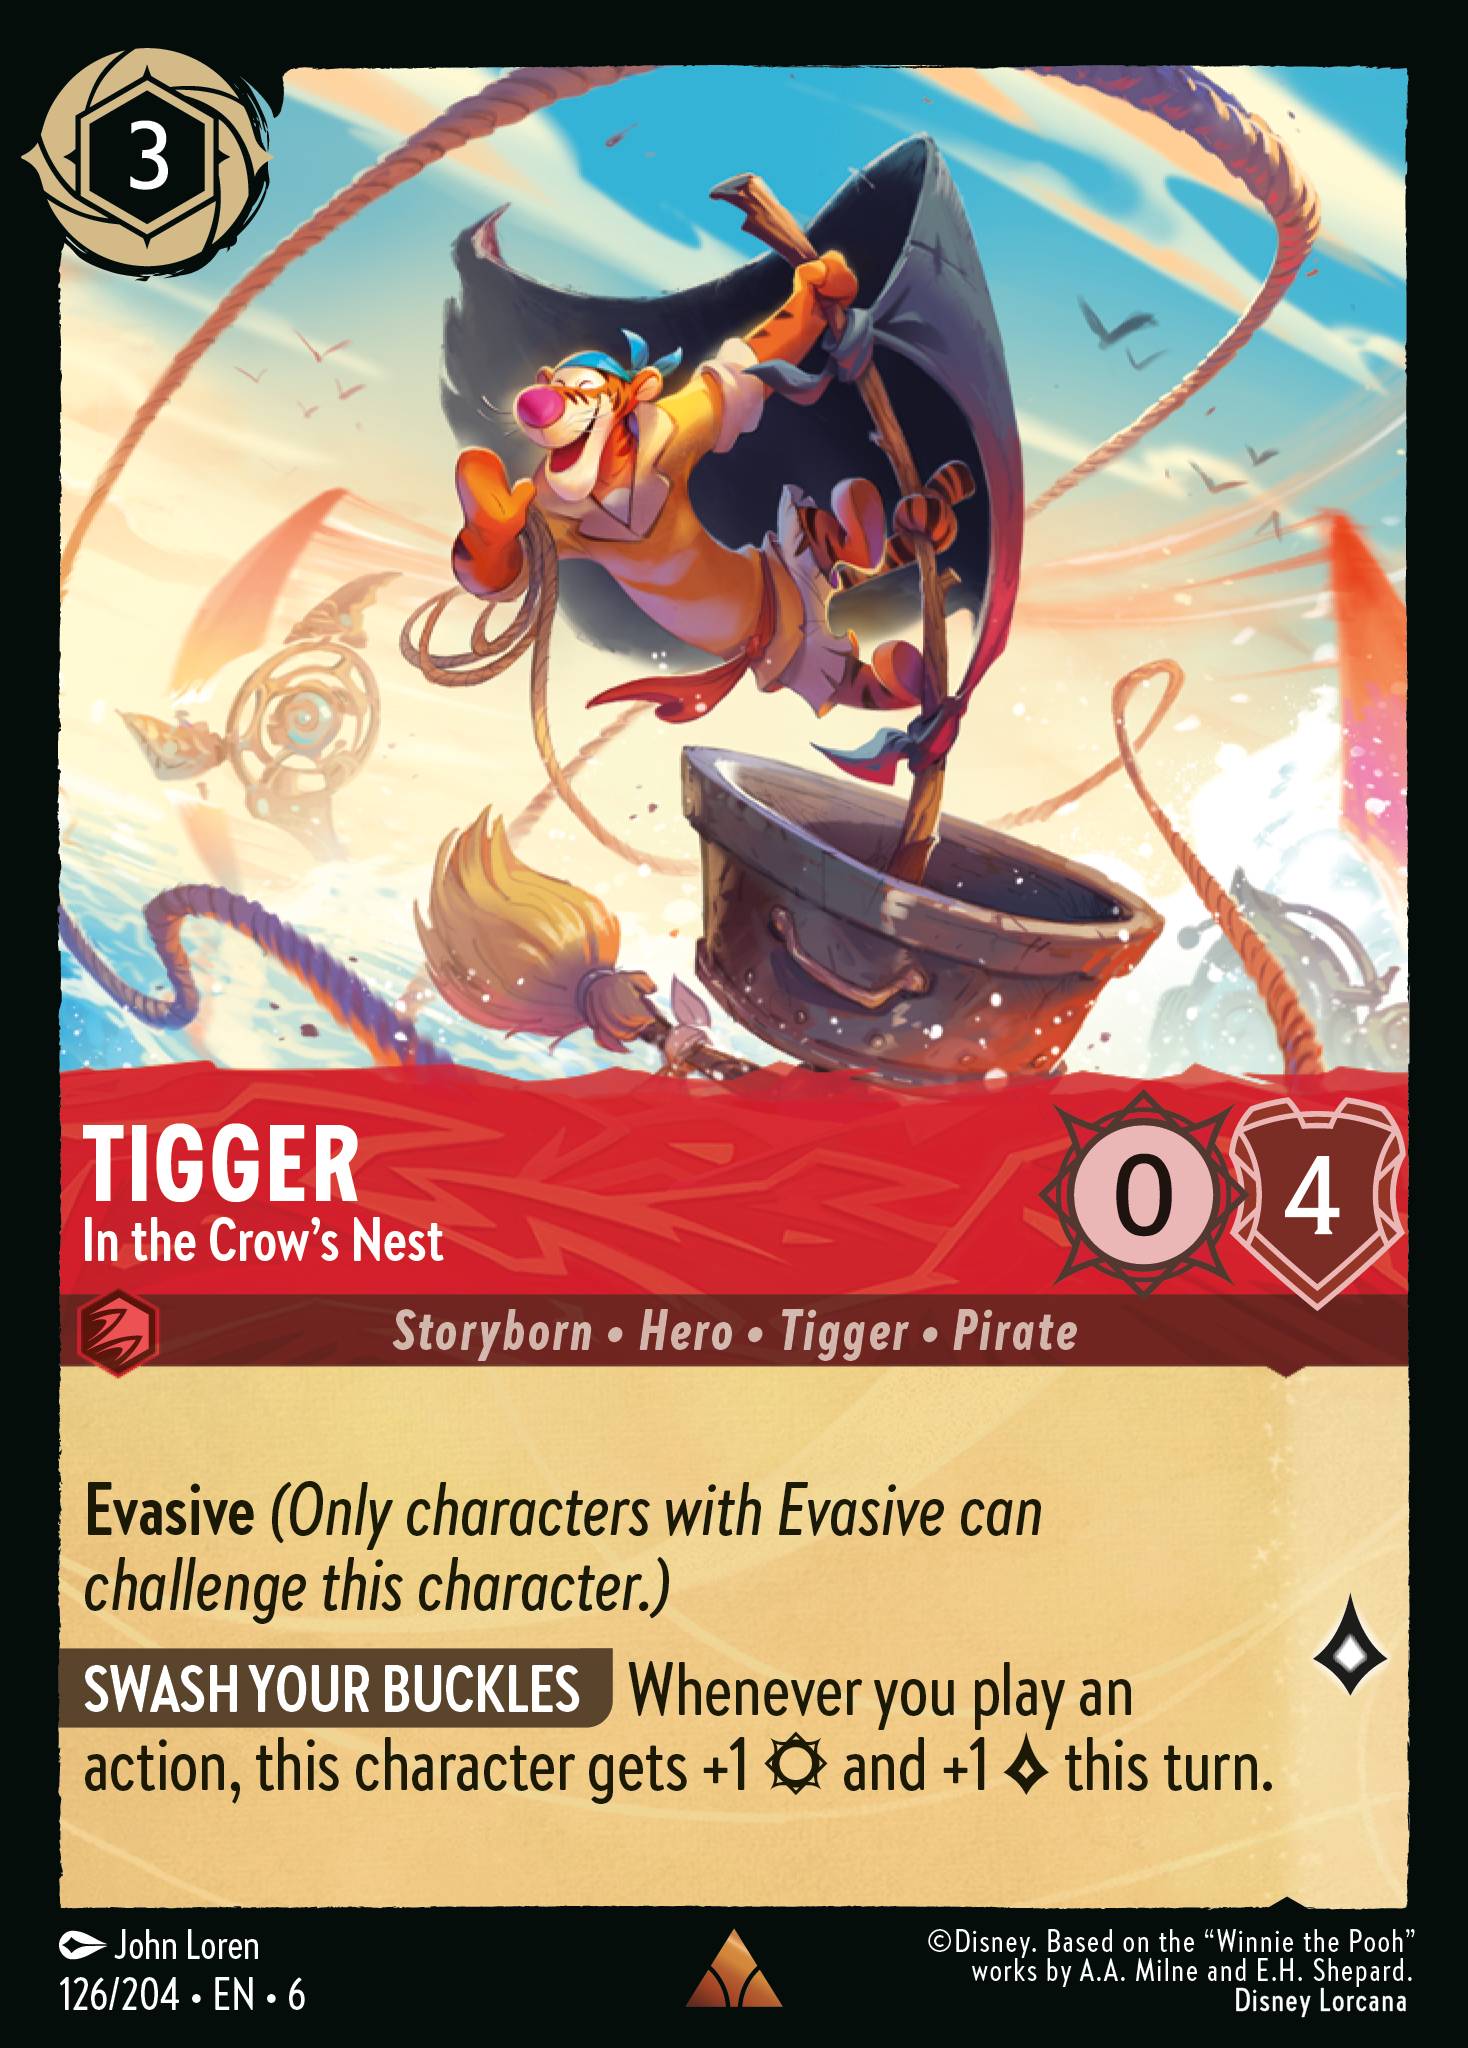 3
TIGGER
In the Crow's Nest
0
4
Storyborn • Hero • Tigger • Pirate
Evasive (Only characters with Evasive can
challenge this character.)
SWASH YOUR BUCKLES Whenever you play an
action, this character gets +1 and +1 this turn.
John Loren
126/204 • EN • 6
©Disney. Based on the “Winnie the Pooh”
works by A.A. Milne and E.H. Shepard.
Disney Lorcana